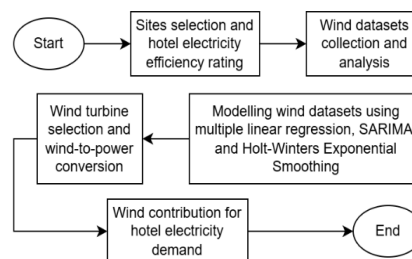 Start
Sites selection and
hotel electricity
efficiency rating
Wind datasets
collection and
analysis
Modelling wind datasets using
multiple linear regression, SARIMA
and Holt-Winters Exponential
Smoothing
Wind turbine
selection and
wind-to-power
conversion
Wind contribution for
hotel electricity
demand
End